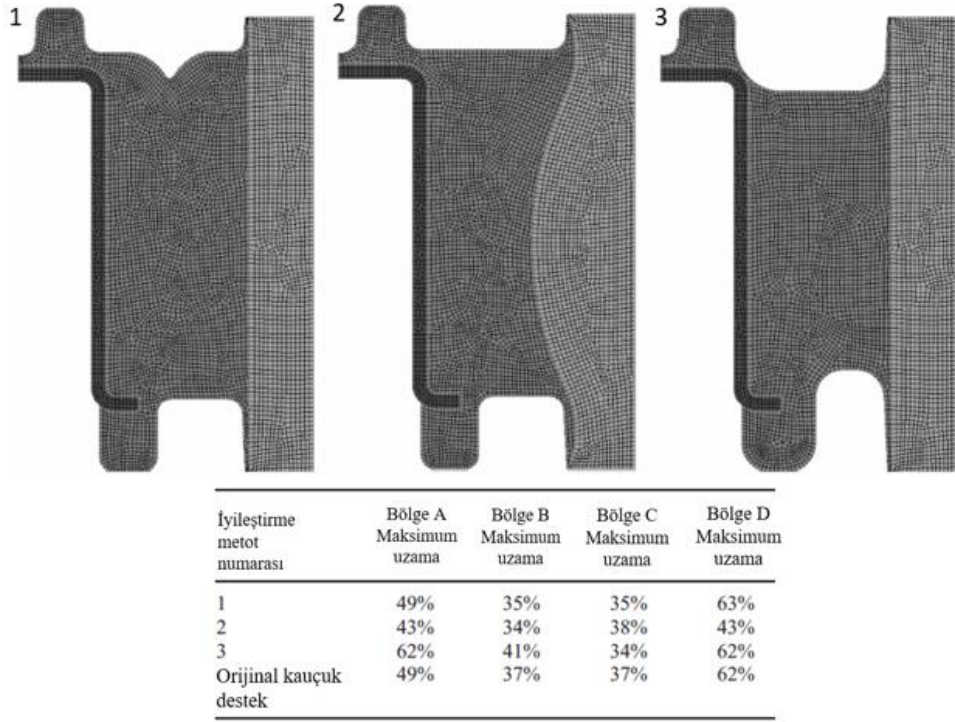 1 2 3
İyileştirme metot numarası Bölge A Maksimum uzama Bölge B Maksimum uzama Bölge C Maksimum uzama Bölge D Maksimum uzama
1 49% 35% 35% 63%
2 43% 34% 38% 43%
3 62% 41% 34% 62%
Orijinal kauçuk 49% 37% 37% 62%
destek